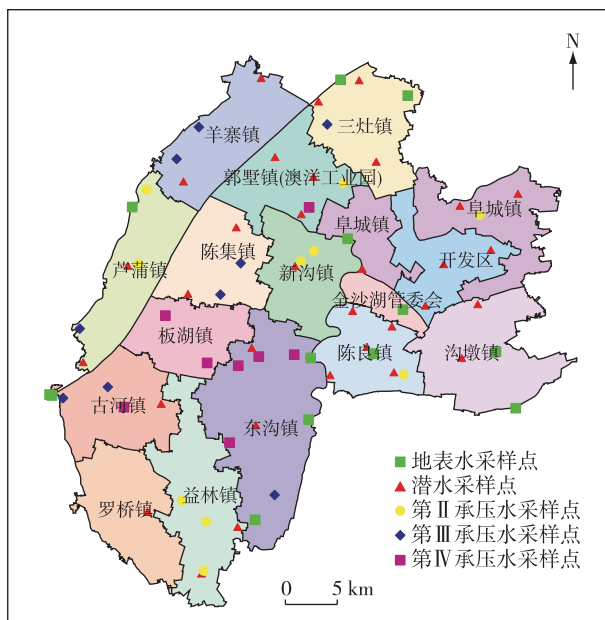 N
三灶镇
羊寨镇
郭墅镇(澳洋工业园)
阜城镇
阜城镇
陈集镇
开发区
芦蒲镇
新沟镇
金沙湖管委会
板湖镇
陈良镇
沟墩镇
古河镇
东沟镇
地表水采样点
潜水采样点
益林镇
罗桥镇
第Ⅱ承压水采样点
第Ⅲ承压水采样点
第Ⅳ承压水采样点
0 5 km